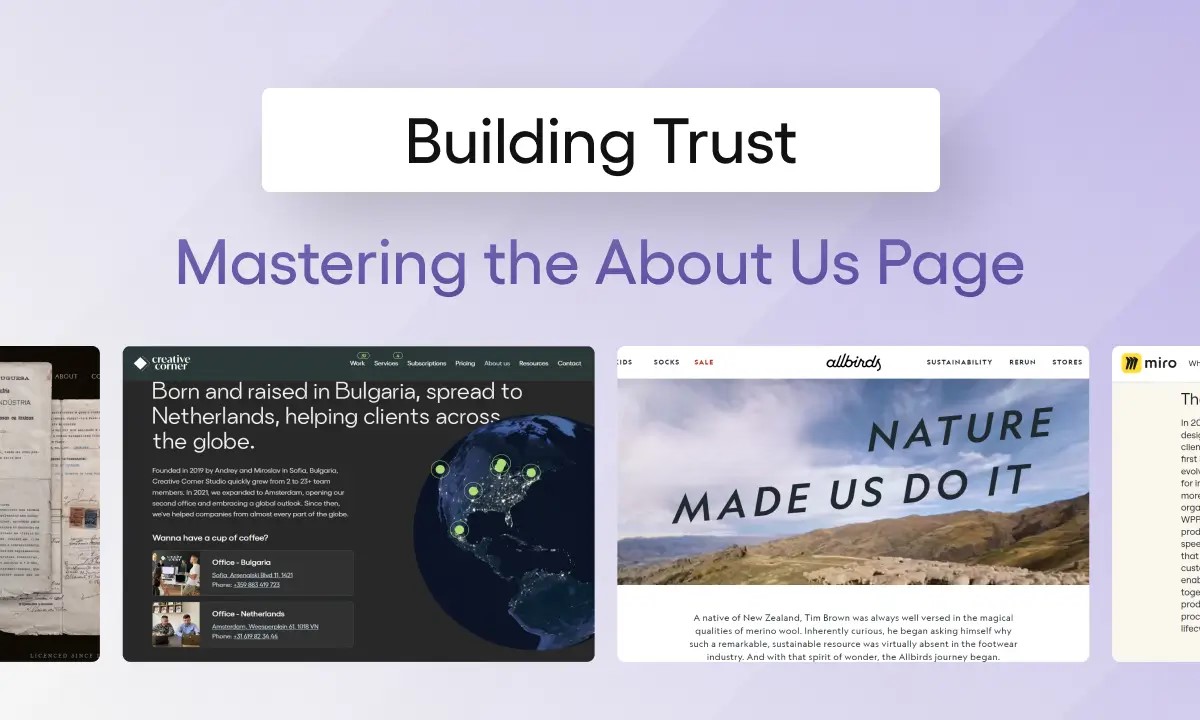 Building Trust
Mastering the About Us Page
UGUEBA
ABOUT
LICENCED SINCE
creative
corner
Work Services Subscriptions Pricing About us Resources Contact
Born and raised in Bulgaria, spread to
Netherlands, helping clients across
the globe.
Founded in 2019 by Andrey and Miroslav in Sofia, Bulgaria,
Creative Corner Studio quickly grew from 2 to 23+ team
members. In 2021, we expanded to Amsterdam, opening our
second office and embracing a global outlook. Since then,
we've helped companies from almost every part of the globe.
Wanna have a cup of coffee?
Office - Bulgaria
Sofia, Arsenalski Blvd 11, 1421
Phone: +359 883 419 723
Office - Netherlands
Amsterdam, Weesperplein 61, 1018 VN
Phone: +31 619 82 34 66
IDS SOCKS SALE allbirds SUSTAINABILITY RERUN STORES
NATURE
MADE US DO IT
A native of New Zealand, Tim Brown was always well versed in the magical
qualities of merino wool. Inherently curious, he began asking himself why
such a remarkable, sustainable resource was virtually absent in the footwear
industry. And with that spirit of wonder, the Allbirds journey began.
miro Wh
Th
In 20
desig
clien
first
evol
for i
more
orga
WPP
prod
spee
that
custo
enab
toge
prod
proc
lifecy